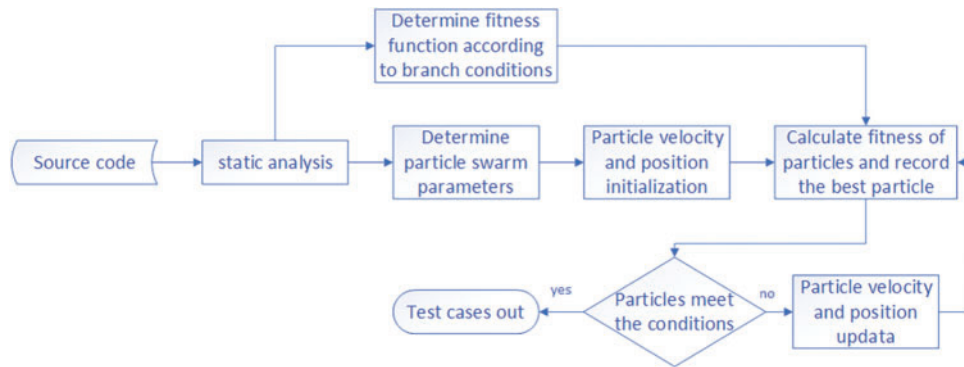 Determine fitness
function according
to branch conditions
Source code
static analysis
Determine
particle swarm
parameters
Particle velocity
and position
initialization
Calculate fitness of
particles and record
the best particle
Test cases out
yes
Particles meet
the conditions
no
Particle velocity
and position
updata